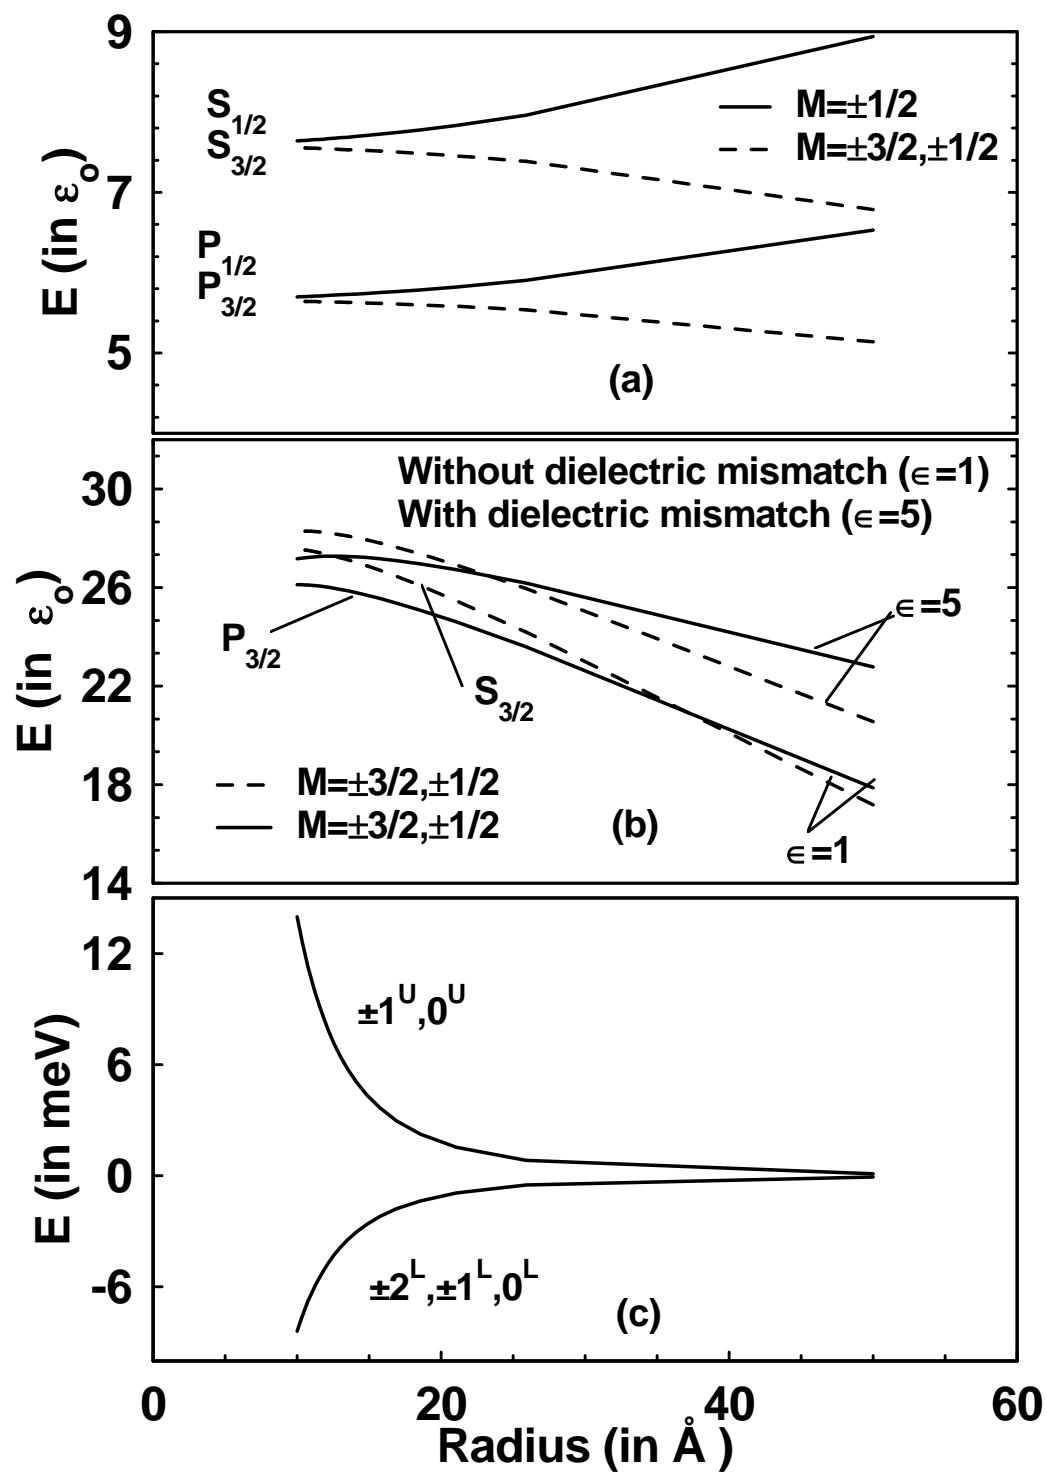 9
7
5
E (in εo)
S1/2
S3/2
P1/2
P3/2
M=±1/2
M=±3/2,±1/2
(a)
30
26
22
18
14
E (in εo)
Without dielectric mismatch (ϵ=1)
With dielectric mismatch (ϵ=5)
P3/2
S3/2
ϵ=5
M=±3/2,±1/2
M=±3/2,±1/2
(b)
ϵ=1
12
6
0
-6
E (in meV)
±1U,0U
±2L,±1L,0L
(c)
0 20 40 60
Radius (in Å )